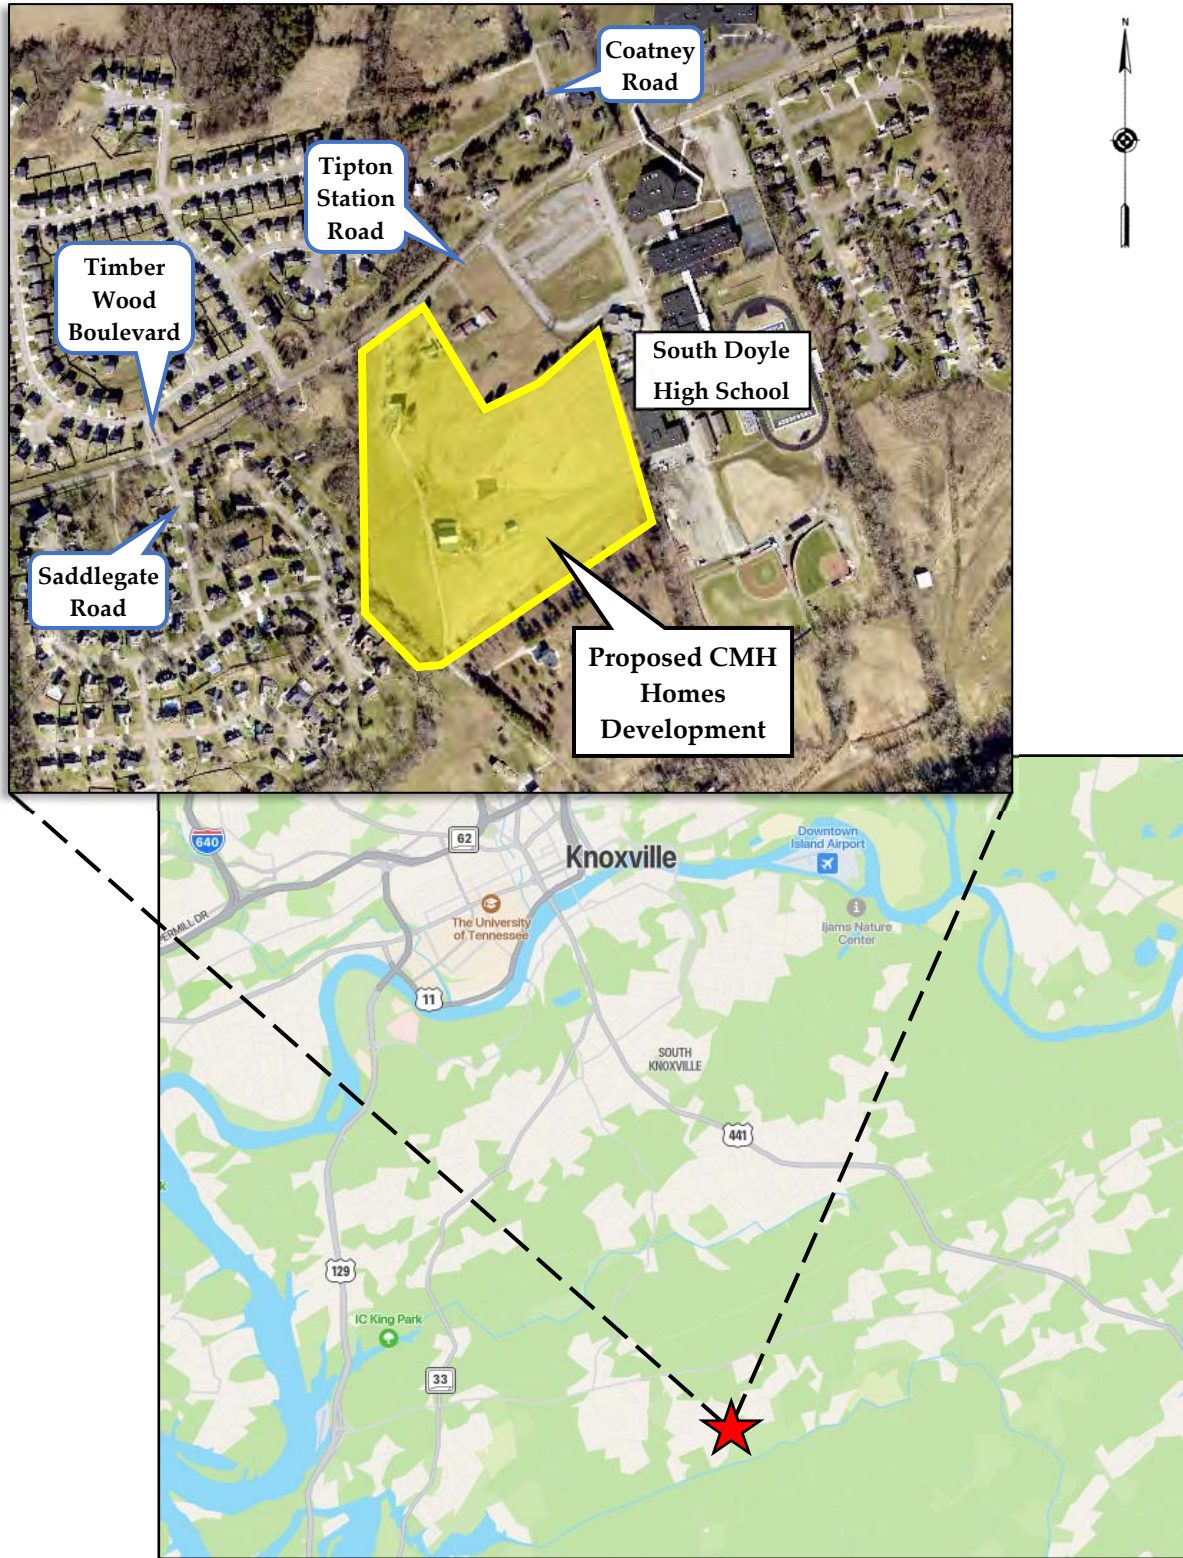 N
Coatney
Road
Tipton
Station
Road
Timber
Wood
Boulevard
South Doyle
High School
Saddlegate
Road
Proposed CMH
Homes
Development
640
62
Knoxville
Downtown
Island Airport
The University
of Tennessee
Ijams Nature
Center
PERMILL DR
11
SOUTH
KNOXVILLE
441
129
IC King Park
33